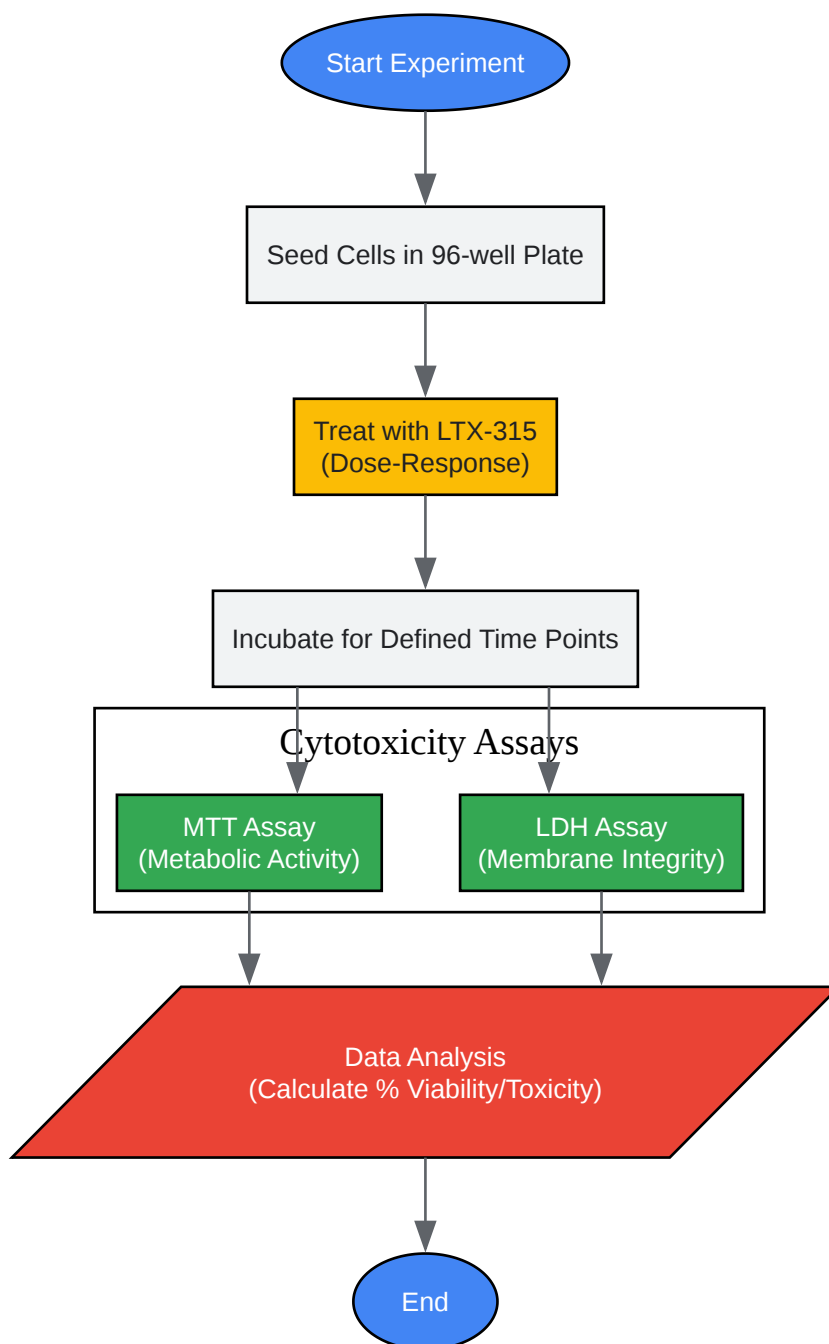 Start Experiment
Seed Cells in 96-well Plate
Treat with LTX-315
(Dose-Response)
Incubate for Defined Time Points
Cytotoxicity Assays
MTT Assay
(Metabolic Activity)
LDH Assay
(Membrane Integrity)
Data Analysis
(Calculate % Viability/Toxicity)
End